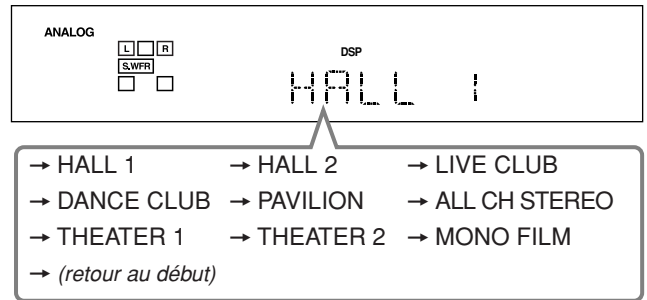 ANALOG
L R
DSP
S.WFR
HALL 1
→ HALL 1 → HALL 2 → LIVE CLUB
→ DANCE CLUB → PAVILION → ALL CH STEREO
→ THEATER 1 → THEATER 2 → MONO FILM
→ (retour au début)